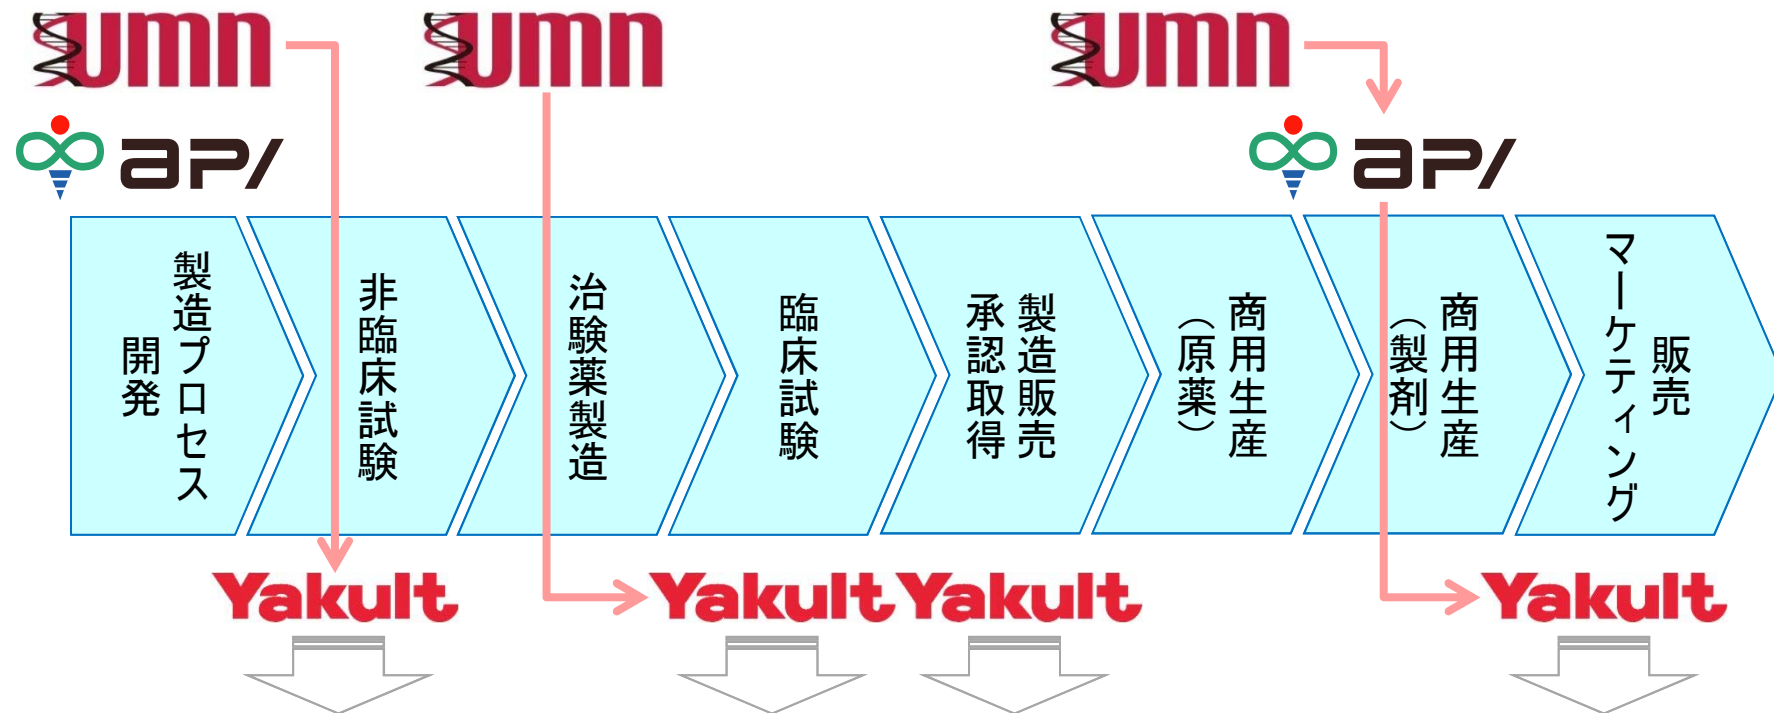 UMN
UMN
UMN
aPI
aPI
製造プロセス
開発
非臨床試験
治験薬製造
臨床試験
製造販売
承認取得
商用生産
（原薬）
商用生産
（製剤）
販売
マーケティング
Yakult
Yakult
Yakult
Yakult